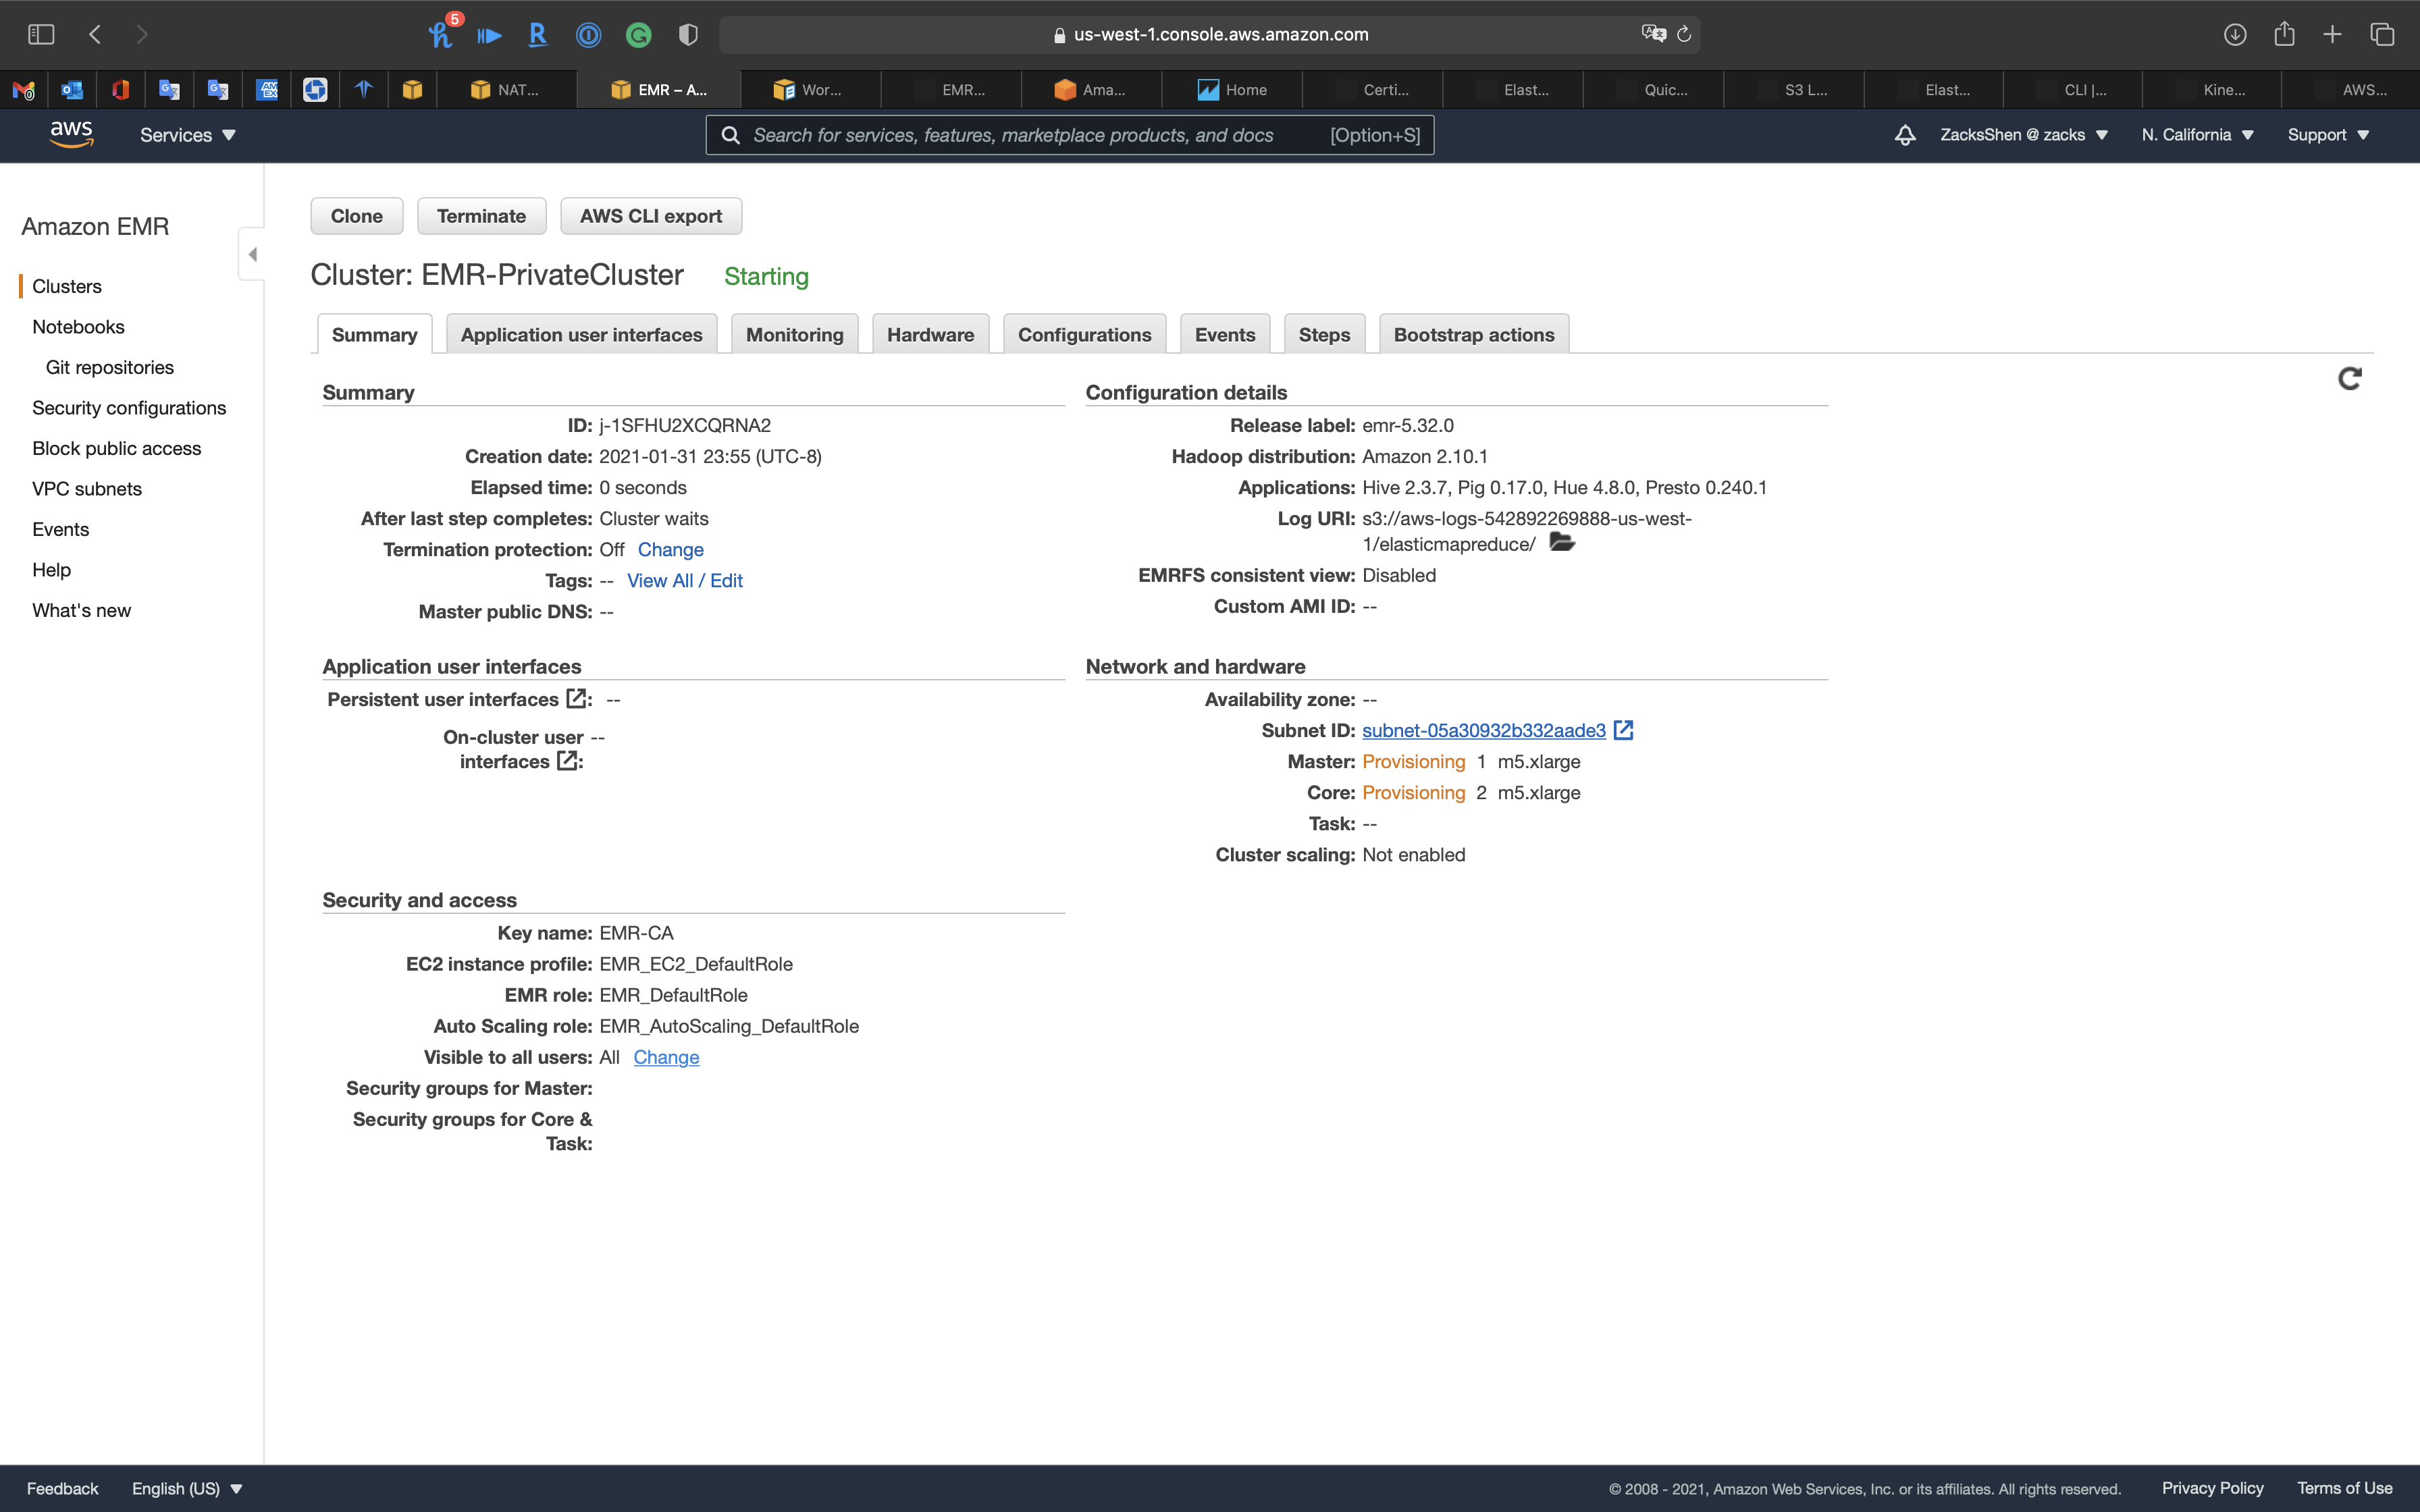 5
us-west-1.console.aws.amazon.com
NAT...
EMR – A...
Wor...
EMR...
Ama...
Home
Certi...
Elast...
Quic...
S3 L...
Elast...
CLI |...
Kine...
AWS...
aws
Services
Search for services, features, marketplace products, and docs [Option+S]
ZacksShen @ zacks
N. California
Support
Amazon EMR
Clusters
Notebooks
Git repositories
Security configurations
Block public access
VPC subnets
Events
Help
What's new
Clone
Terminate
AWS CLI export
Cluster: EMR-PrivateCluster Starting
Summary
Application user interfaces
Monitoring
Hardware
Configurations
Events
Steps
Bootstrap actions
Summary
ID: j-1SFHU2XCQRNA2
Creation date: 2021-01-31 23:55 (UTC-8)
Elapsed time: 0 seconds
After last step completes: Cluster waits
Termination protection: Off Change
Tags: -- View All / Edit
Master public DNS: --
Configuration details
Release label: emr-5.32.0
Hadoop distribution: Amazon 2.10.1
Applications: Hive 2.3.7, Pig 0.17.0, Hue 4.8.0, Presto 0.240.1
Log URI: s3://aws-logs-542892269888-us-west-
1/elasticmapreduce/
EMRFS consistent view: Disabled
Custom AMI ID: --
Application user interfaces
Persistent user interfaces : --
On-cluster user --
interfaces :
Network and hardware
Availability zone: --
Subnet ID: subnet-05a30932b332aade3
Master: Provisioning 1 m5.xlarge
Core: Provisioning 2 m5.xlarge
Task: --
Cluster scaling: Not enabled
Security and access
Key name: EMR-CA
EC2 instance profile: EMR_EC2_DefaultRole
EMR role: EMR_DefaultRole
Auto Scaling role: EMR_AutoScaling_DefaultRole
Visible to all users: All Change
Security groups for Master:
Security groups for Core &
Task:
Feedback
English (US)
© 2008 - 2021, Amazon Web Services, Inc. or its affiliates. All rights reserved.
Privacy Policy
Terms of Use